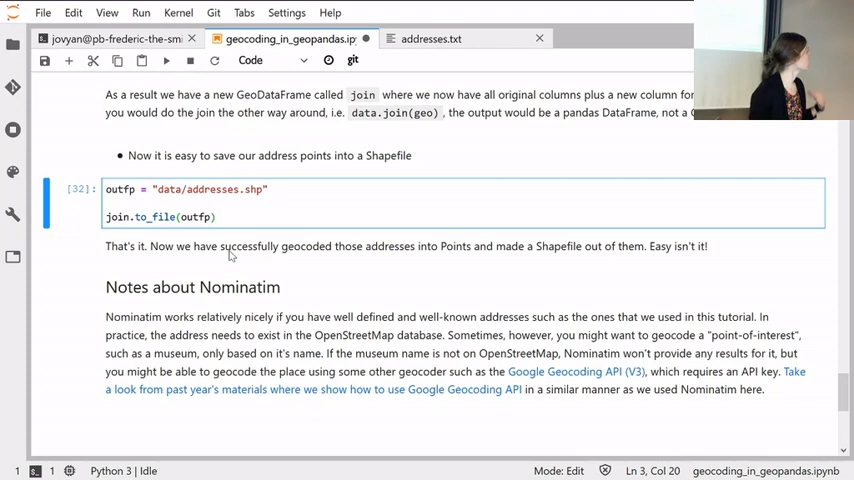 File Edit View Run Kernel Git Tabs Settings Help
jovyan@pb-frederic-the-smi
geocoding_in_geopandas.ipy
addresses.txt
Code
git
As a result we have a new GeoDataFrame called join where we now have all original columns plus a new column for
you would do the join the other way around, i.e. data.join(geo), the output would be a pandas DataFrame, not a
Now it is easy to save our address points into a Shapefile
[32]:
outfp = "data/addresses.shp"
join.to_file(outfp)
That's it. Now we have successfully geocoded those addresses into Points and made a Shapefile out of them. Easy isn't it!
Notes about Nominatim
Nominatim works relatively nicely if you have well defined and well-known addresses such as the ones that we used in this tutorial. In
practice, the address needs to exist in the OpenStreetMap database. Sometimes, however, you might want to geocode a "point-of-interest",
such as a museum, only based on it's name. If the museum name is not on OpenStreetMap, Nominatim won't provide any results for it, but
you might be able to geocode the place using some other geocoder such as the Google Geocoding API (V3), which requires an API key. Take
a look from past year's materials where we show how to use Google Geocoding API in a similar manner as we used Nominatim here.
1 1 Python 3 | Idle Mode: Edit Ln 3, Col 20 geocoding_in_geopandas.ipynb